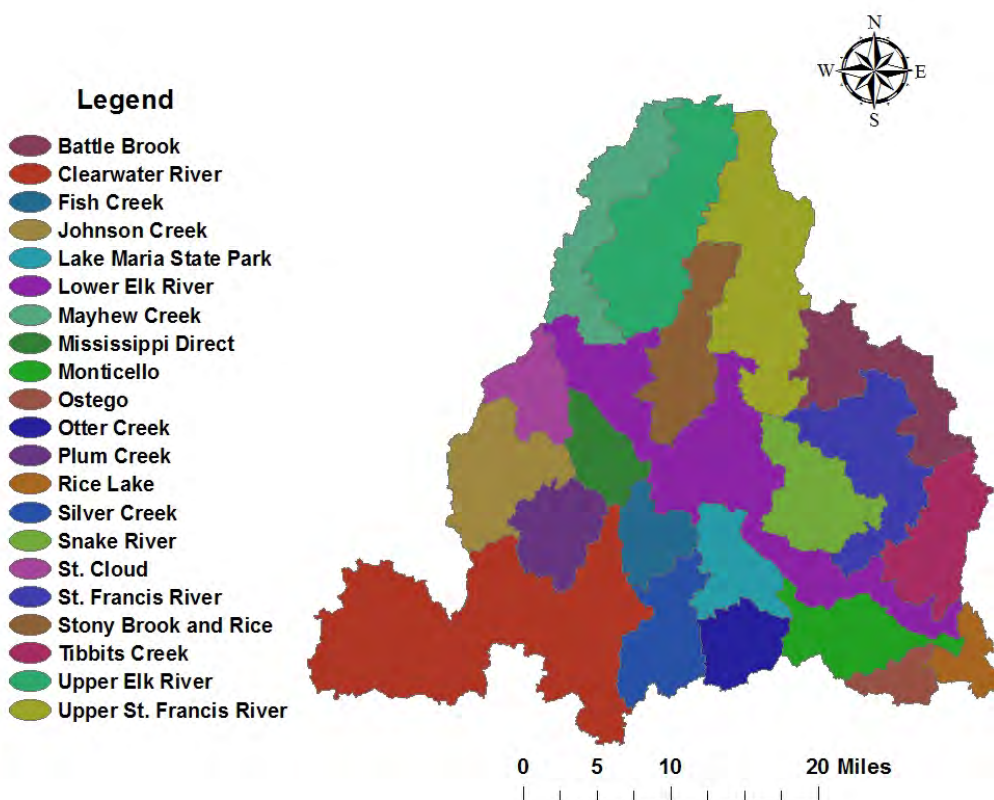 N
W E
S
Legend
Battle Brook
Clearwater River
Fish Creek
Johnson Creek
Lake Maria State Park
Lower Elk River
Mayhew Creek
Mississippi Direct
Monticello
Ostego
Otter Creek
Plum Creek
Rice Lake
Silver Creek
Snake River
St. Cloud
St. Francis River
Stony Brook and Rice
Tibbits Creek
Upper Elk River
Upper St. Francis River
0 5 10 20 Miles